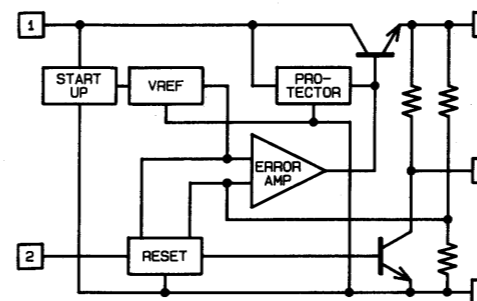 1
START
UP
VREF
PRO-
TECTOR
ERROR
AMP
2
RESET